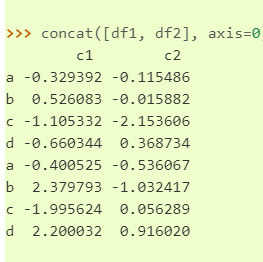 >>> concat([df1, df2], axis=0
c1 c2
a -0.329392 -0.115486
b 0.526083 -0.015882
c -1.105332 -2.153606
d -0.660344 0.368734
a -0.400525 -0.536067
b 2.379793 -1.032417
c -1.995624 0.056289
d 2.200032 0.916020